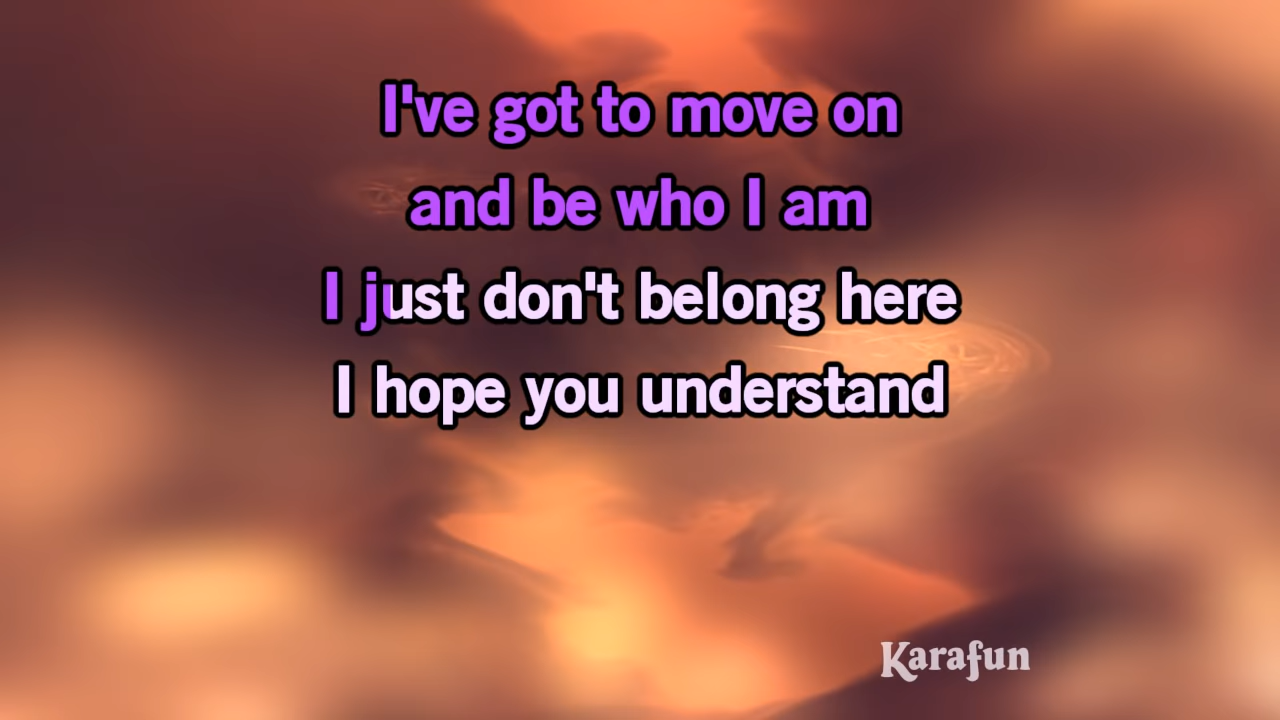 I've got to move on
and be who I am
I just don't belong here
I hope you understand
Karafun